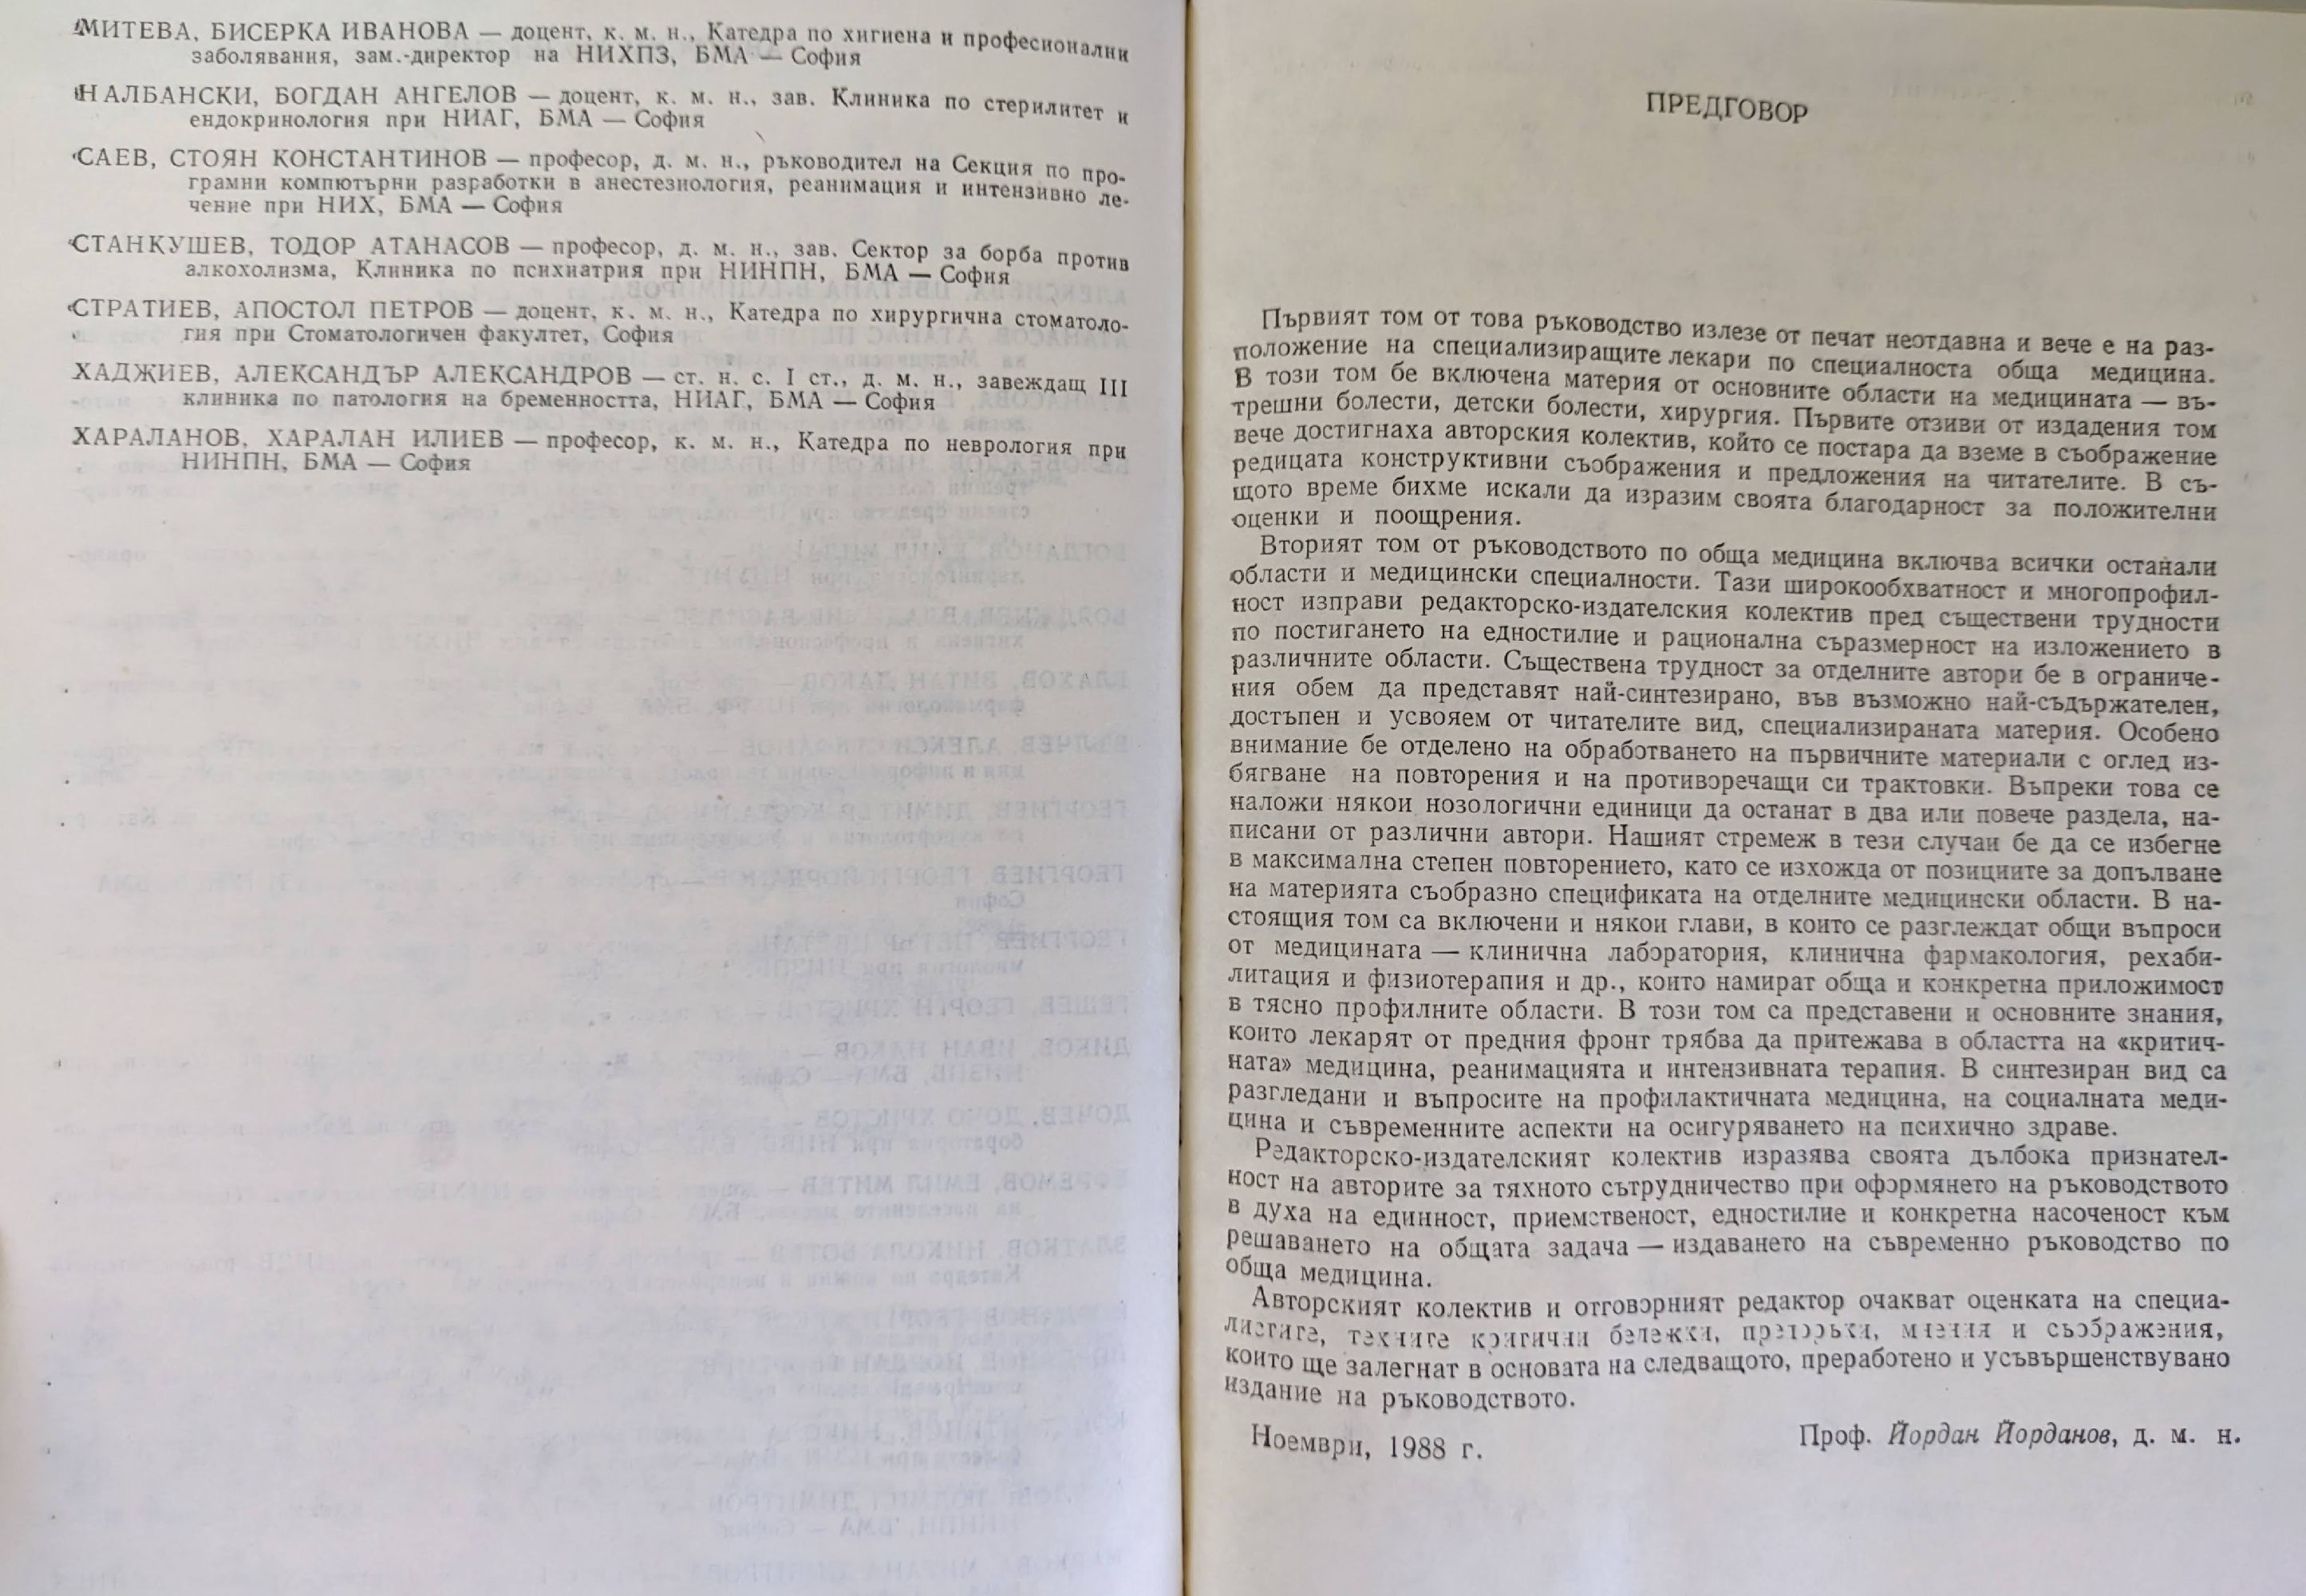 МИТЕВА, БИСЕРКА ИВАНОВА — доцент, к. м. н., Катедра по хигиена и професионални
заболявания, зам.-директор на НИХПЗ, БМА — София
НАЛБАНСКИ, БОГДАН АНГЕЛОВ — доцент, к. м. н., зав. Клиника по стерилитет и
ендокринология при НИАГ, БМА — София
САЕВ, СТОЯН КОНСТАНТИНОВ — професор, д. м. н., ръководител на Секция по про-
грамни компютърни разработки в анестезиология, реанимация и интензивно ле-
чение при НИХ, БМА — София
СТАНКУШЕВ, ТОДОР АТАНАСОВ — професор, д. м. н., зав. Сектор за борба против
алкохолизма, Клиника по психиатрия при НИНПН, БМА — София
СТРАТИЕВ, АПОСТОЛ ПЕТРОВ — доцент, к. м. н., Катедра по хирургична стоматоло-
гия при Стоматологичен факултет, София
ХАДЖИЕВ, АЛЕКСАНДЪР АЛЕКСАНДРОВ — ст. н. с. I ст., д. м. н., завеждащ III
клиника по патология на бременността, НИАГ, БМА — София
ХАРАЛАНОВ, ХАРАЛАН ИЛИЕВ — професор, к. м. н., Катедра по неврология при
НИНПН, БМА — София
ПРЕДГОВОР
Първият том от това ръководство излезе от печат неотдавна и вече е на раз-
положение на специализиращите лекари по специалноста обща медицина.
В този том бе включена материя от основните области на медицината — въ-
трешни болести, детски болести, хирургия. Първите отзиви от издадения том
вече достигнаха авторския колектив, който се постара да вземе в съображение
редицата конструктивни съображения и предложения на читателите. В съ-
щото време бихме искали да изразим своята благодарност за положителни
оценки и поощрения.
Вторият том от ръководството по обща медицина включва всички останали
области и медицински специалности. Тази широкообхватност и многопрофил-
ност изправи редакторско-издателския колектив пред съществени трудности
по постигането на едностилие и рационална съразмерност на изложението в
различните области. Съществена трудност за отделните автори бе в ограниче-
ния обем да представят най-синтезирано, във възможно най-съдържателен,
достъпен и усвояем от читателите вид, специализираната материя. Особено
внимание бе отделено на обработването на първичните материали с оглед из-
бягване на повторения и на противоречащи си трактовки. Въпреки това се
наложи някои нозологични единици да останат в два или повече раздела, на-
писани от различни автори. Нашият стремеж в тези случаи бе да се избегне
в максимална степен повторението, като се изхожда от позициите за допълване
на материята съобразно спецификата на отделните медицински области. В на-
стоящия том са включени и някои глави, в които се разглеждат общи въпроси
от медицината — клинична лаборатория, клинична фармакология, рехаби-
литация и физиотерапия и др., които намират обща и конкретна приложимост
в тясно профилните области. В този том са представени и основните знания,
които лекарят от предния фронт трябва да притежава в областта на «критич-
ната» медицина, реанимацията и интензивната терапия. В синтезиран вид са
разгледани и въпросите на профилактичната медицина, на социалната меди-
цина и съвременните аспекти на осигуряването на психично здраве.
Редакторско-издателският колектив изразява своята дълбока признател-
ност на авторите за тяхното сътрудничество при оформянето на ръководството
в духа на единност, приемственост, едностилие и конкретна насоченост към
решаването на общата задача — издаването на съвременно ръководство по
обща медицина.
Авторският колектив и отговорният редактор очакват оценката на специа-
листите, техните критични бележки, препоръки, мнения и съображения,
които ще залегнат в основата на следващото, преработено и усъвършенствувано
издание на ръководството.
Ноември, 1988 г.
Проф. Йордан Йорданов, д. м. н.